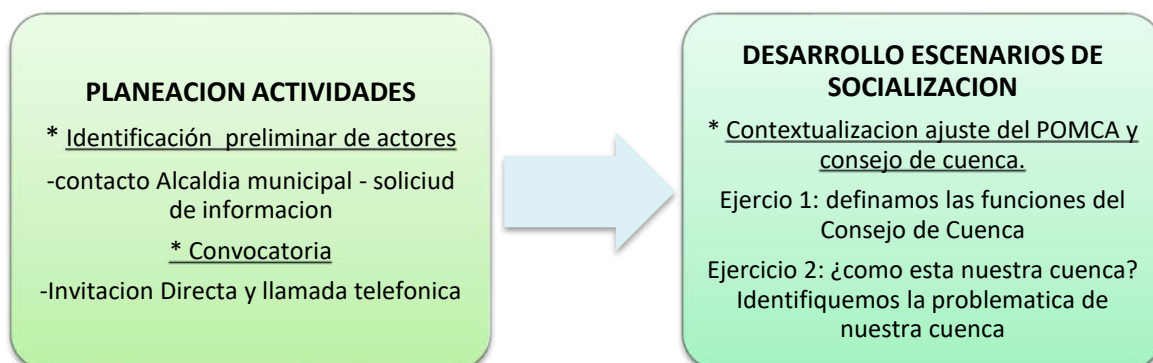 PLANEACION ACTIVIDADES
* Identificación  preliminar de actores
-contacto Alcaldia municipal - soliciud
de informacion
* Convocatoria
-Invitacion Directa y llamada telefonica
DESARROLLO ESCENARIOS DE
SOCIALIZACION
* Contextualizacion ajuste del POMCA y
consejo de cuenca.
Ejercio 1: definamos las funciones del
Consejo de Cuenca
Ejercicio 2: ¿como esta nuestra cuenca?
Identifiquemos la problematica de
nuestra cuenca